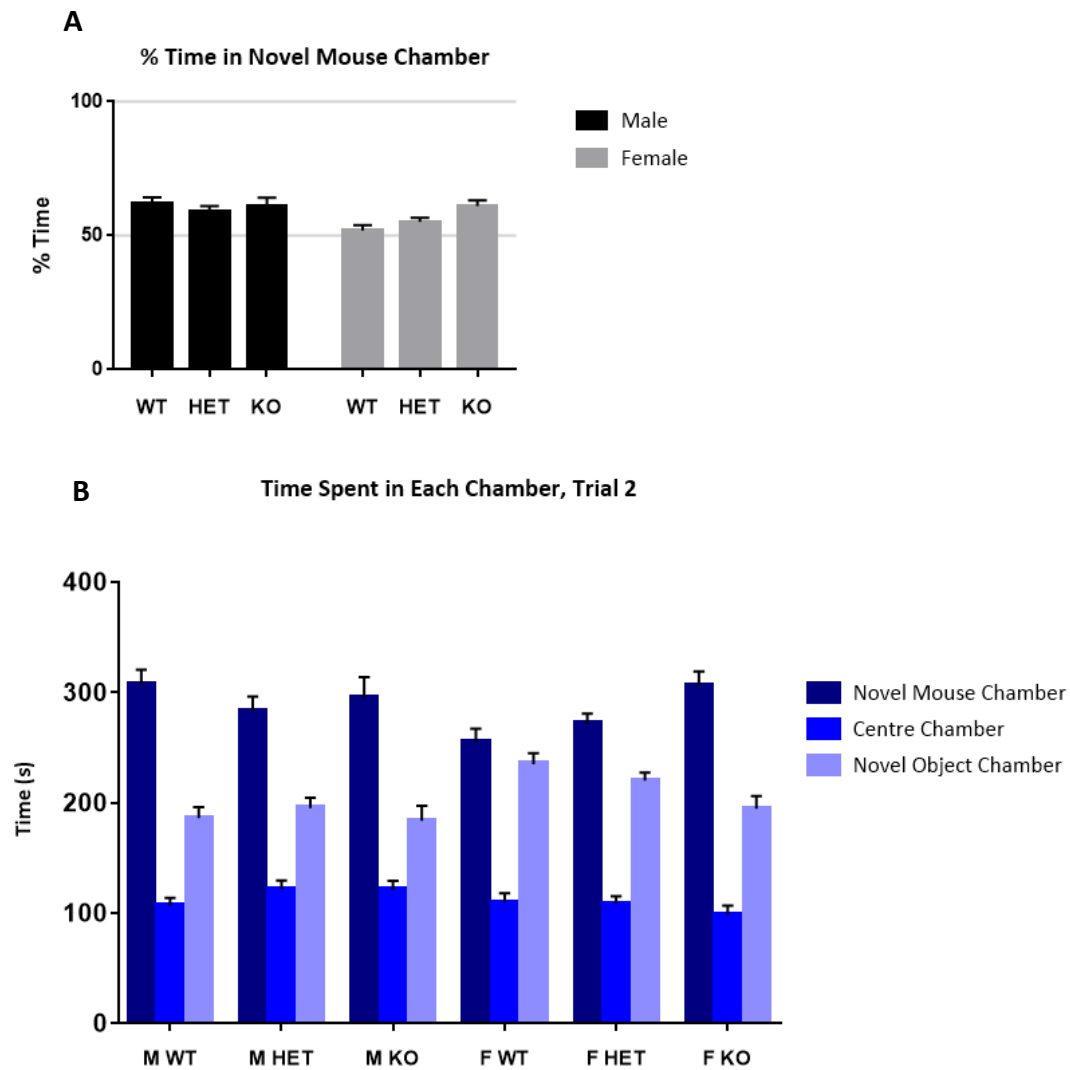 A
% Time in Novel Mouse Chamber
100
50
0
% Time
WT HET KO WT HET KO
Male
Female
B
Time Spent in Each Chamber, Trial 2
400
300
200
100
0
Time (s)
M WT M HET M KO F WT F HET F KO
Novel Mouse Chamber
Centre Chamber
Novel Object Chamber